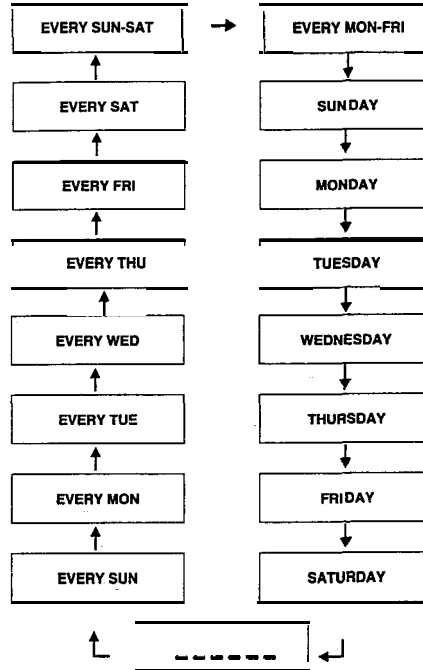 EVERY SUN-SAT
EVERY MON-FRI
EVERY SAT
SUNDAY
EVERY FRI
MONDAY
EVERY THU
TUESDAY
EVERY WED
WEDNESDAY
EVERY TUE
THURSDAY
EVERY MON
FRIDAY
EVERY SUN
SATURDAY
------